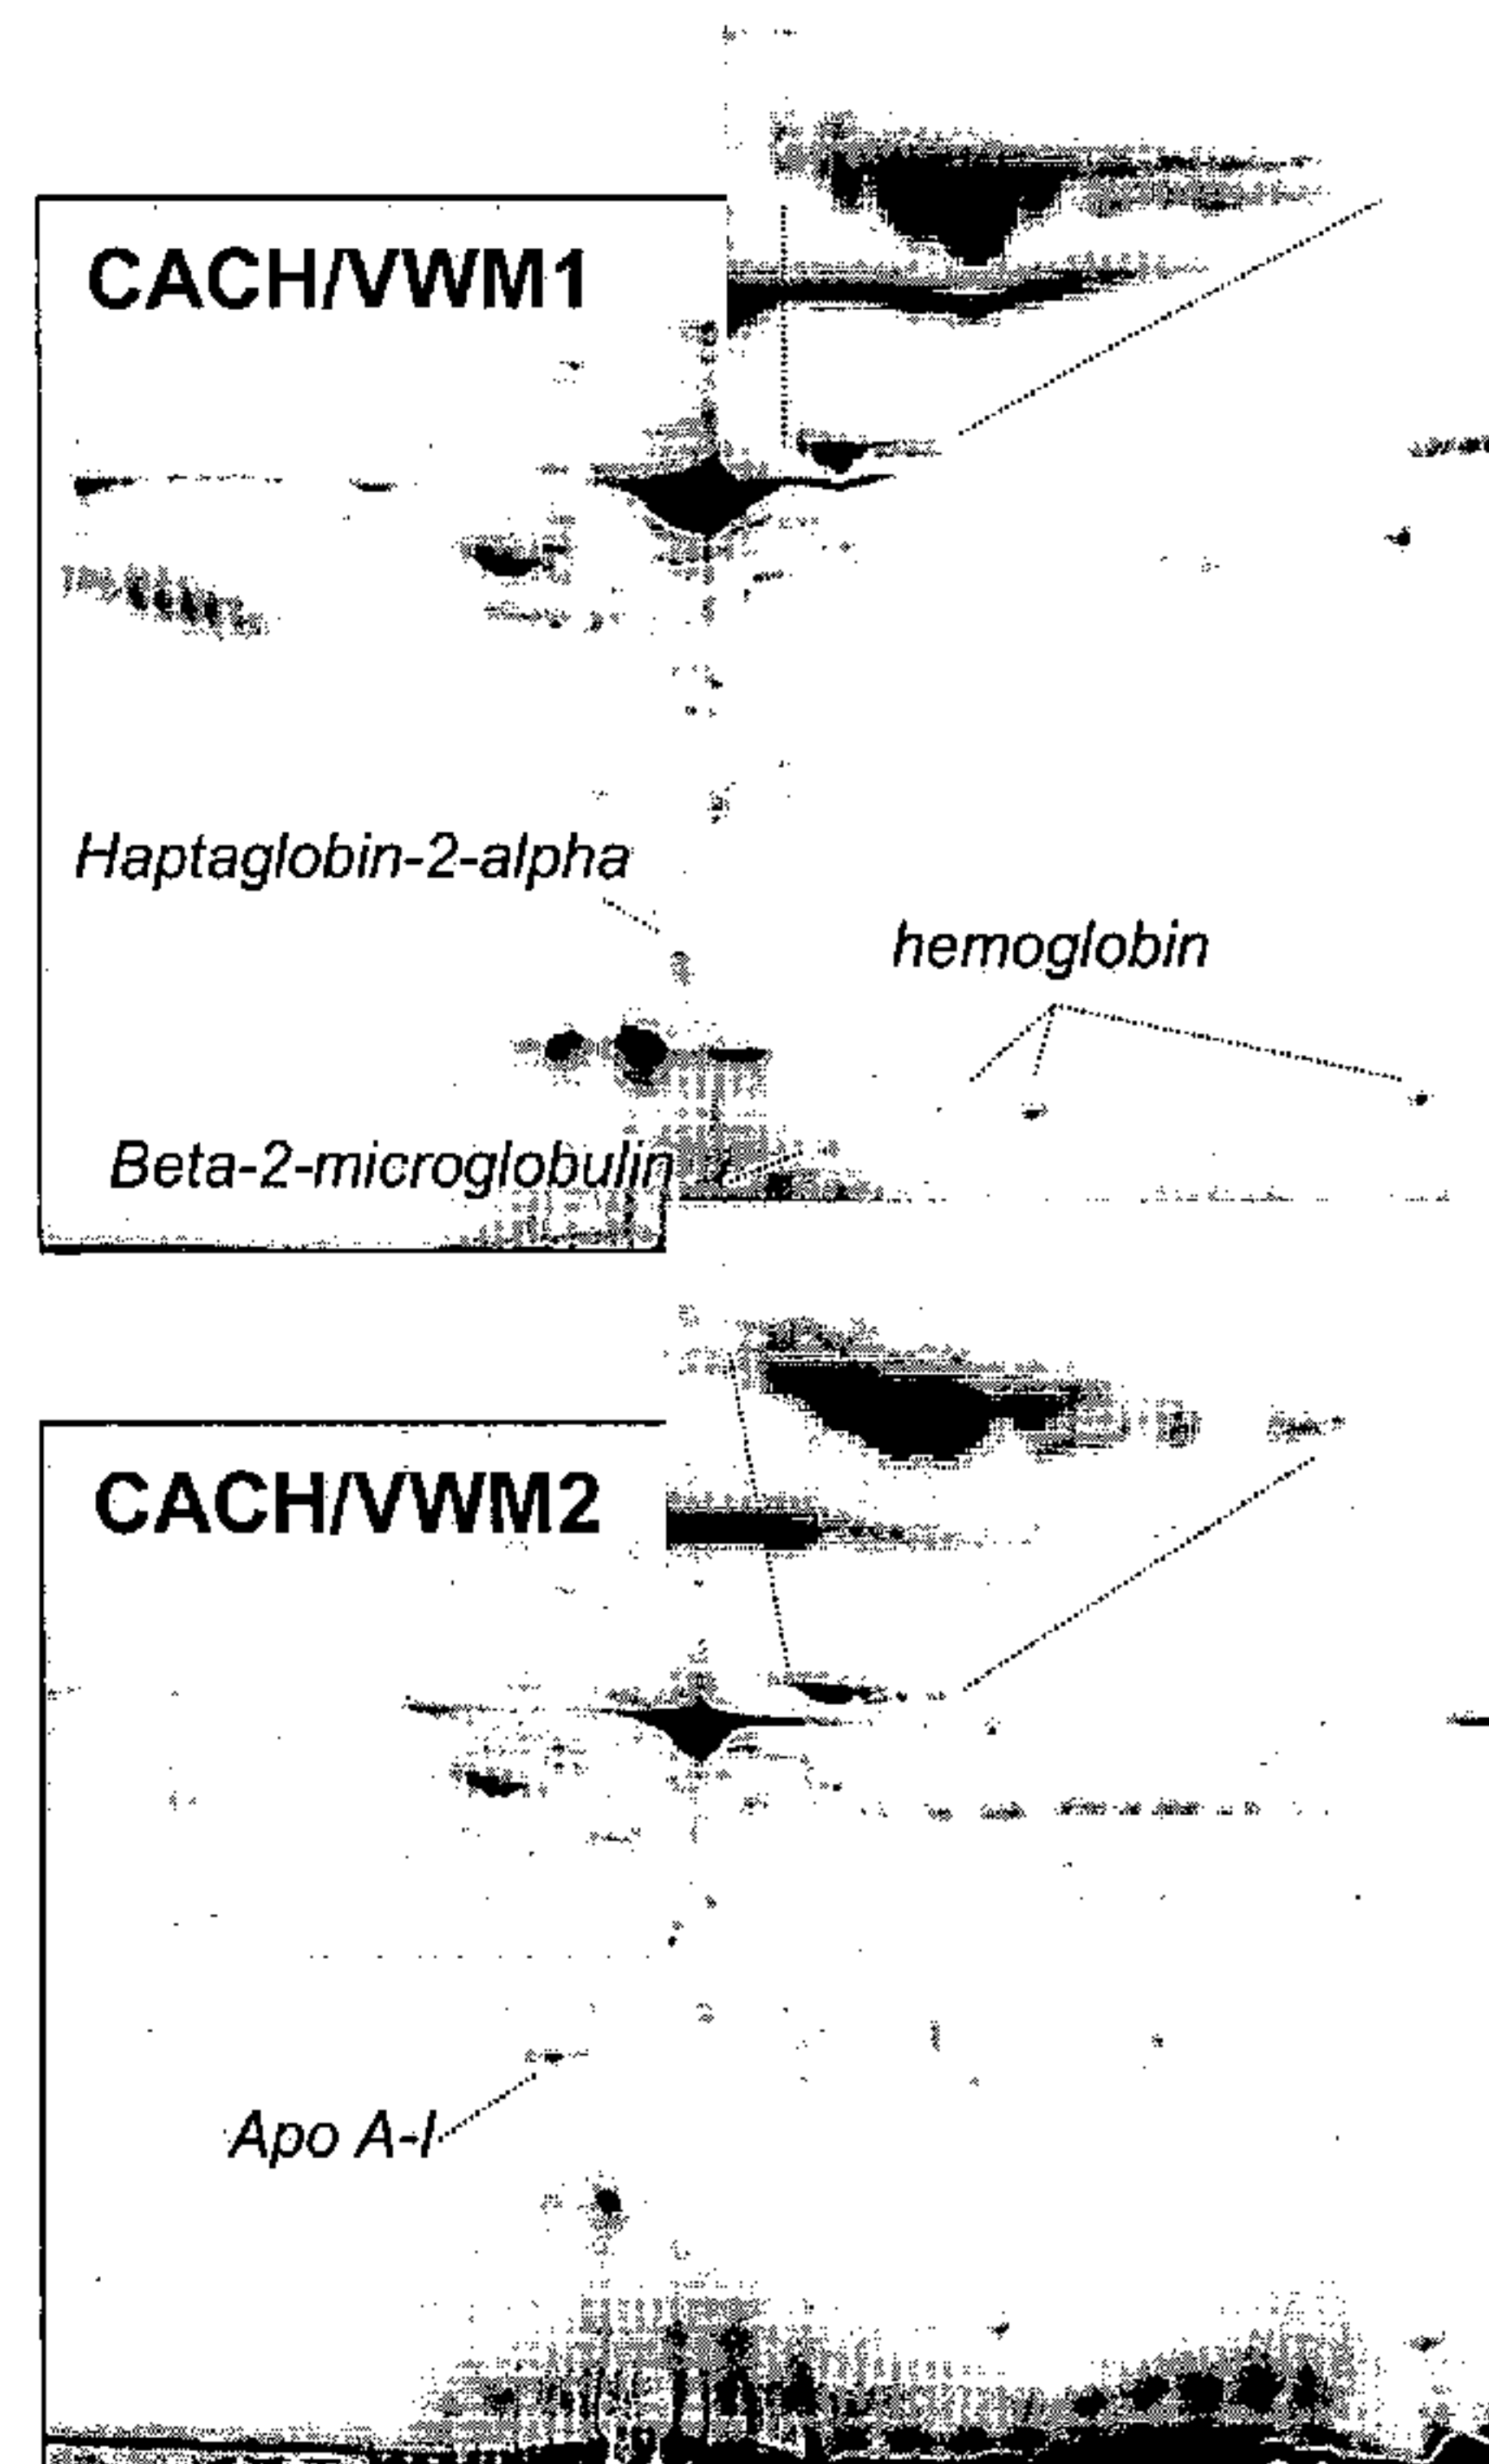 CACH/VWM1
Haptaglobin-2-alpha
hemoglobin
Beta-2-microglobulin
CACH/VWM2
Apo A-I